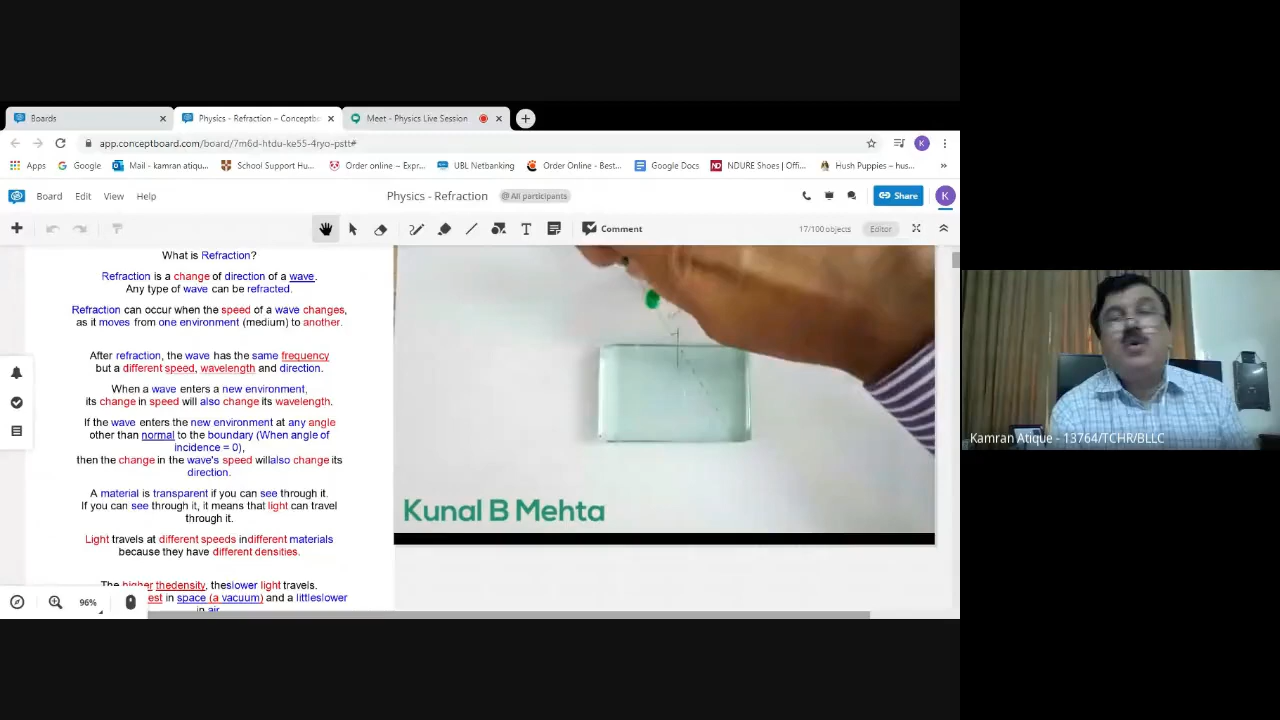 Boards
Physics - Refraction – Conceptbo
Meet - Physics Live Session
app.conceptboard.com/board/7m6d-htdu-ke55-4ryo-pstt#
K
Apps
Google
Mail - kamran atiqu...
School Support Hu...
Order online – Expr...
UBL Netbanking
Order Online - Best...
Google Docs
NDURE Shoes | Offi...
Hush Puppies – hus...
»
Board
Edit
View
Help
Physics - Refraction
@ All participants
Share
K
Comment
17/100 objects
Editor
What is Refraction?
Refraction is a change of direction of a wave.
Any type of wave can be refracted.
Refraction can occur when the speed of a wave changes,
as it moves from one environment (medium) to another.
After refraction, the wave has the same frequency
but a different speed, wavelength and direction.
When a wave enters a new environment,
its change in speed will also change its wavelength.
If the wave enters the new environment at any angle
other than normal to the boundary (When angle of
incidence = 0),
then the change in the wave's speed willalso change its
direction.
A material is transparent if you can see through it.
If you can see through it, it means that light can travel
through it.
Light travels at different speeds indifferent materials
because they have different densities.
The higher thedensity, theslower light travels.
est in space (a vacuum) and a littleslower
in air
96%
Kunal B Mehta
Kamran Atique - 13764/TCHR/BLLC